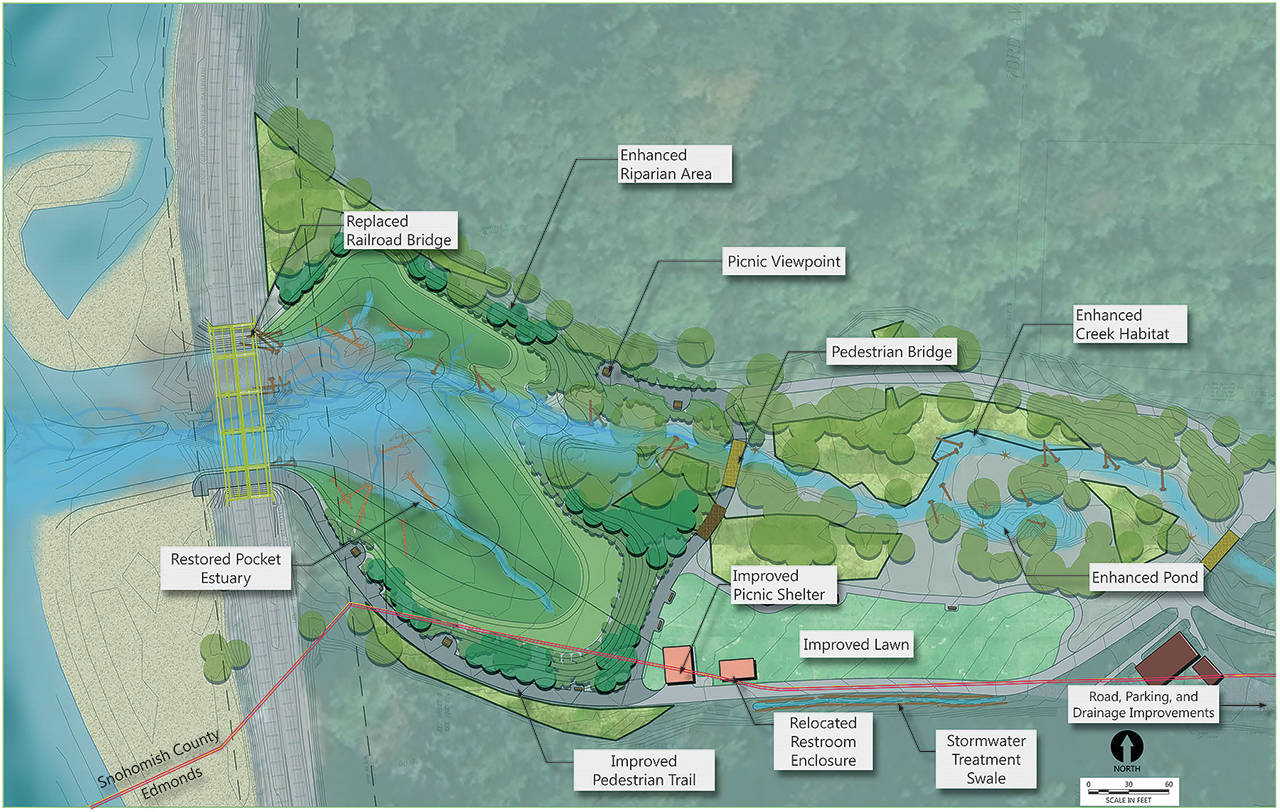 Enhanced
Riparian Area
Replaced
Railroad Bridge
Picnic Viewpoint
Enhanced
Creek Habitat
Pedestrian Bridge
Restored Pocket
Estuary
Improved
Picnic Shelter
Enhanced Pond
Improved Lawn
Road, Parking, and
Drainage Improvements
Relocated
Restroom
Enclosure
Stormwater
Treatment
Swale
Improved
Pedestrian Trail
Snohomish County
Edmonds
NORTH
0 30 60
SCALE IN FEET